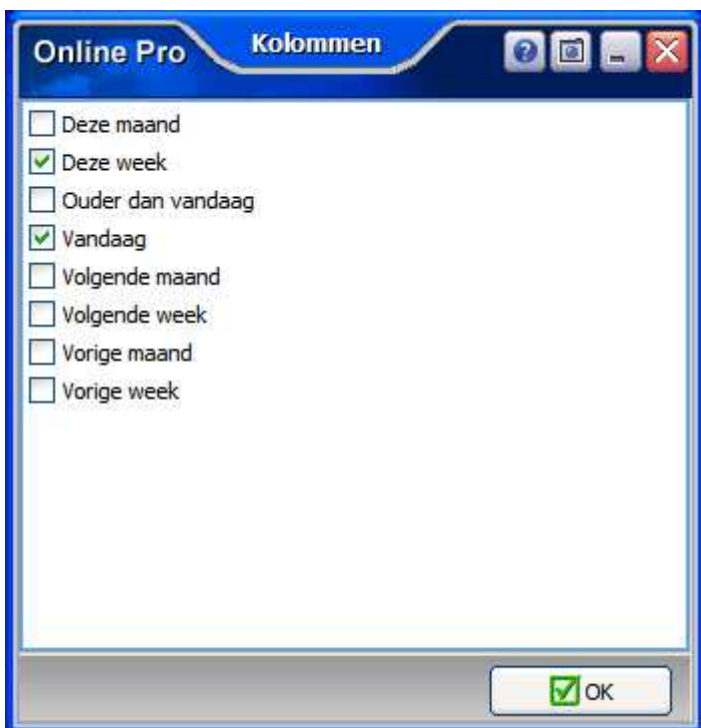 Online Pro
Kolommen
Deze maand
Deze week
Ouder dan vandaag
Vandaag
Volgende maand
Volgende week
Vorige maand
Vorige week
OK